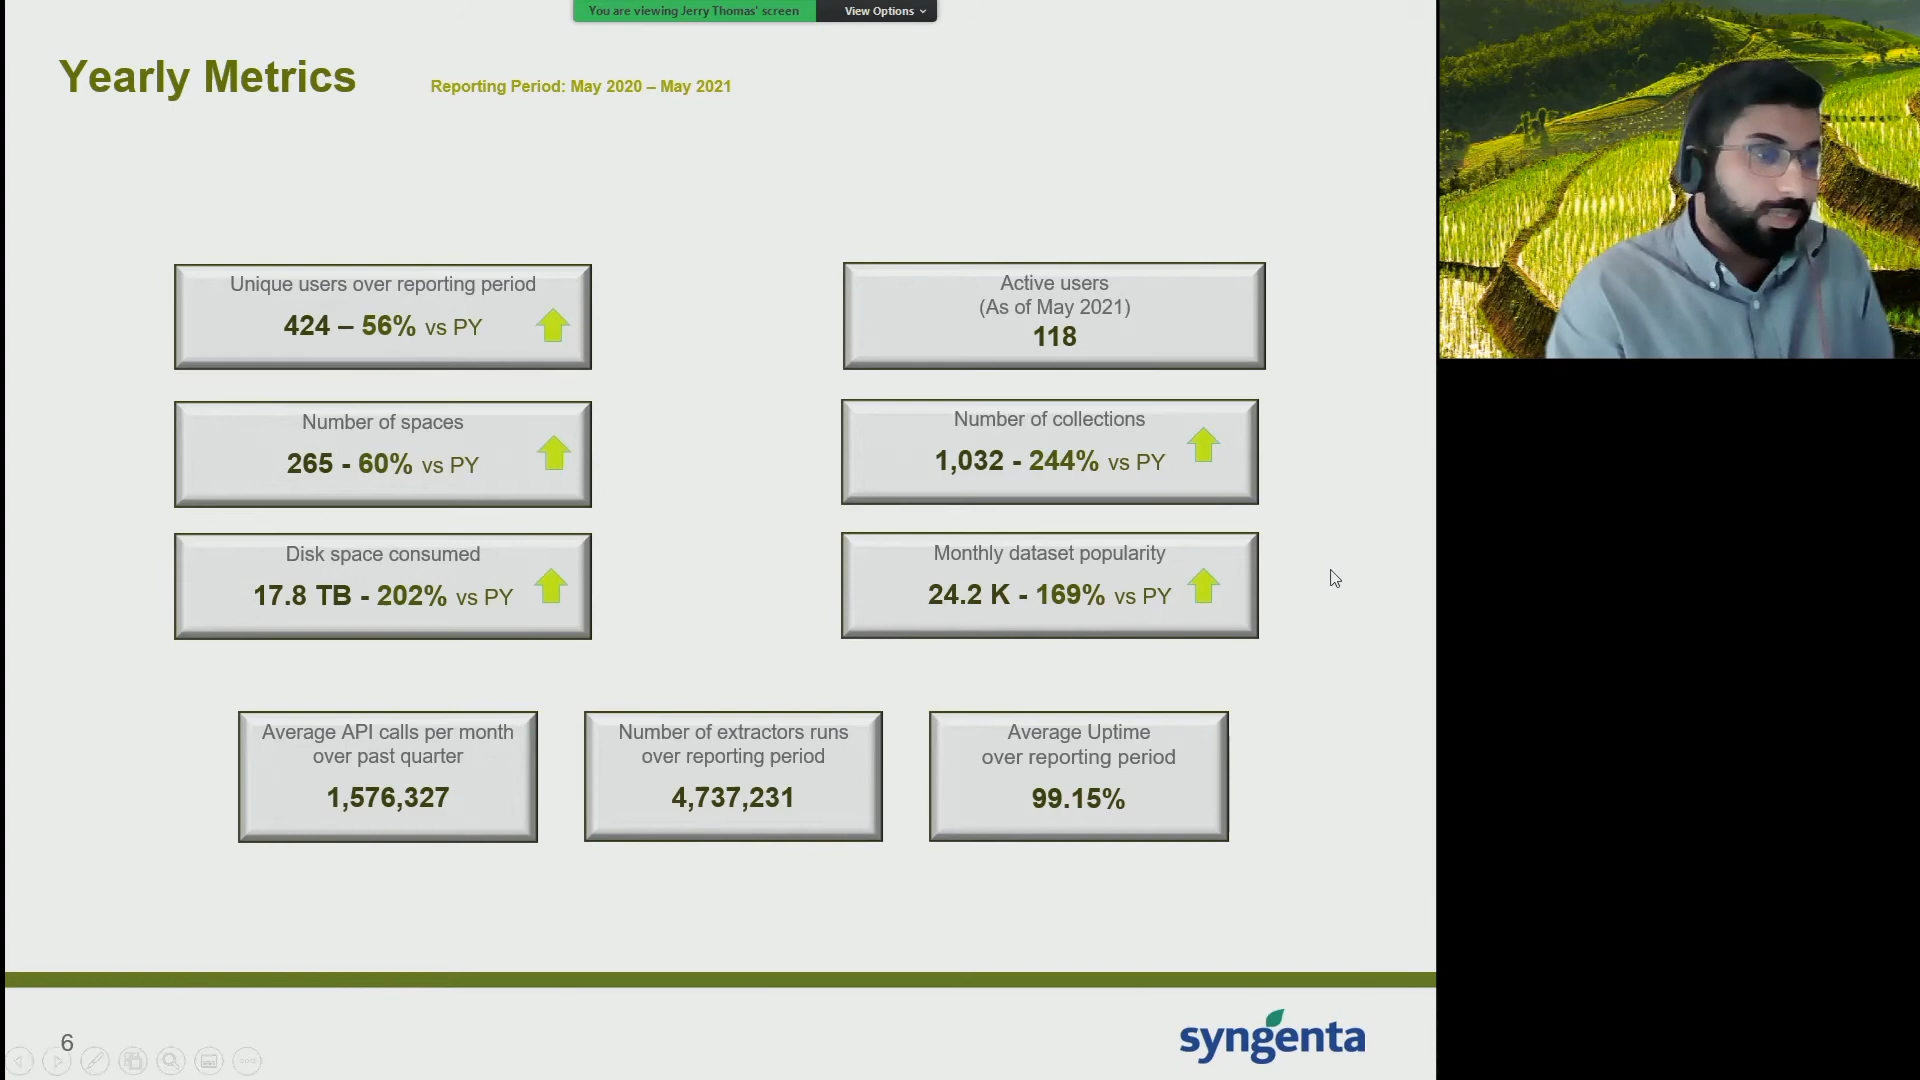 You are viewing Jerry Thomas' screen
View Options
Yearly Metrics
Reporting Period: May 2020 – May 2021
Unique users over reporting period
424 – 56% vs PY
Active users
(As of May 2021)
118
Number of spaces
265 - 60% vs PY
Number of collections
1,032 - 244% vs PY
Disk space consumed
17.8 TB - 202% vs PY
Monthly dataset popularity
24.2 K - 169% vs PY
Average API calls per month
over past quarter
1,576,327
Number of extractors runs
over reporting period
4,737,231
Average Uptime
over reporting period
99.15%
6
syngenta